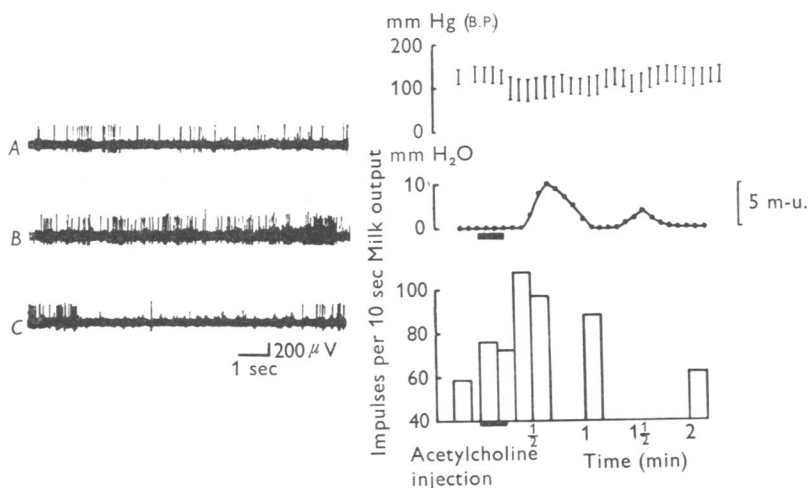 mm Hg (B.P.)
200
100
0
A
B
C
200 μV
1 sec
mm H₂O
10
0
5 m-u.
Milk output
Impulses per 10 sec
100
80
60
40
½
1
1½
2
Acetylcholine
injection
Time (min)